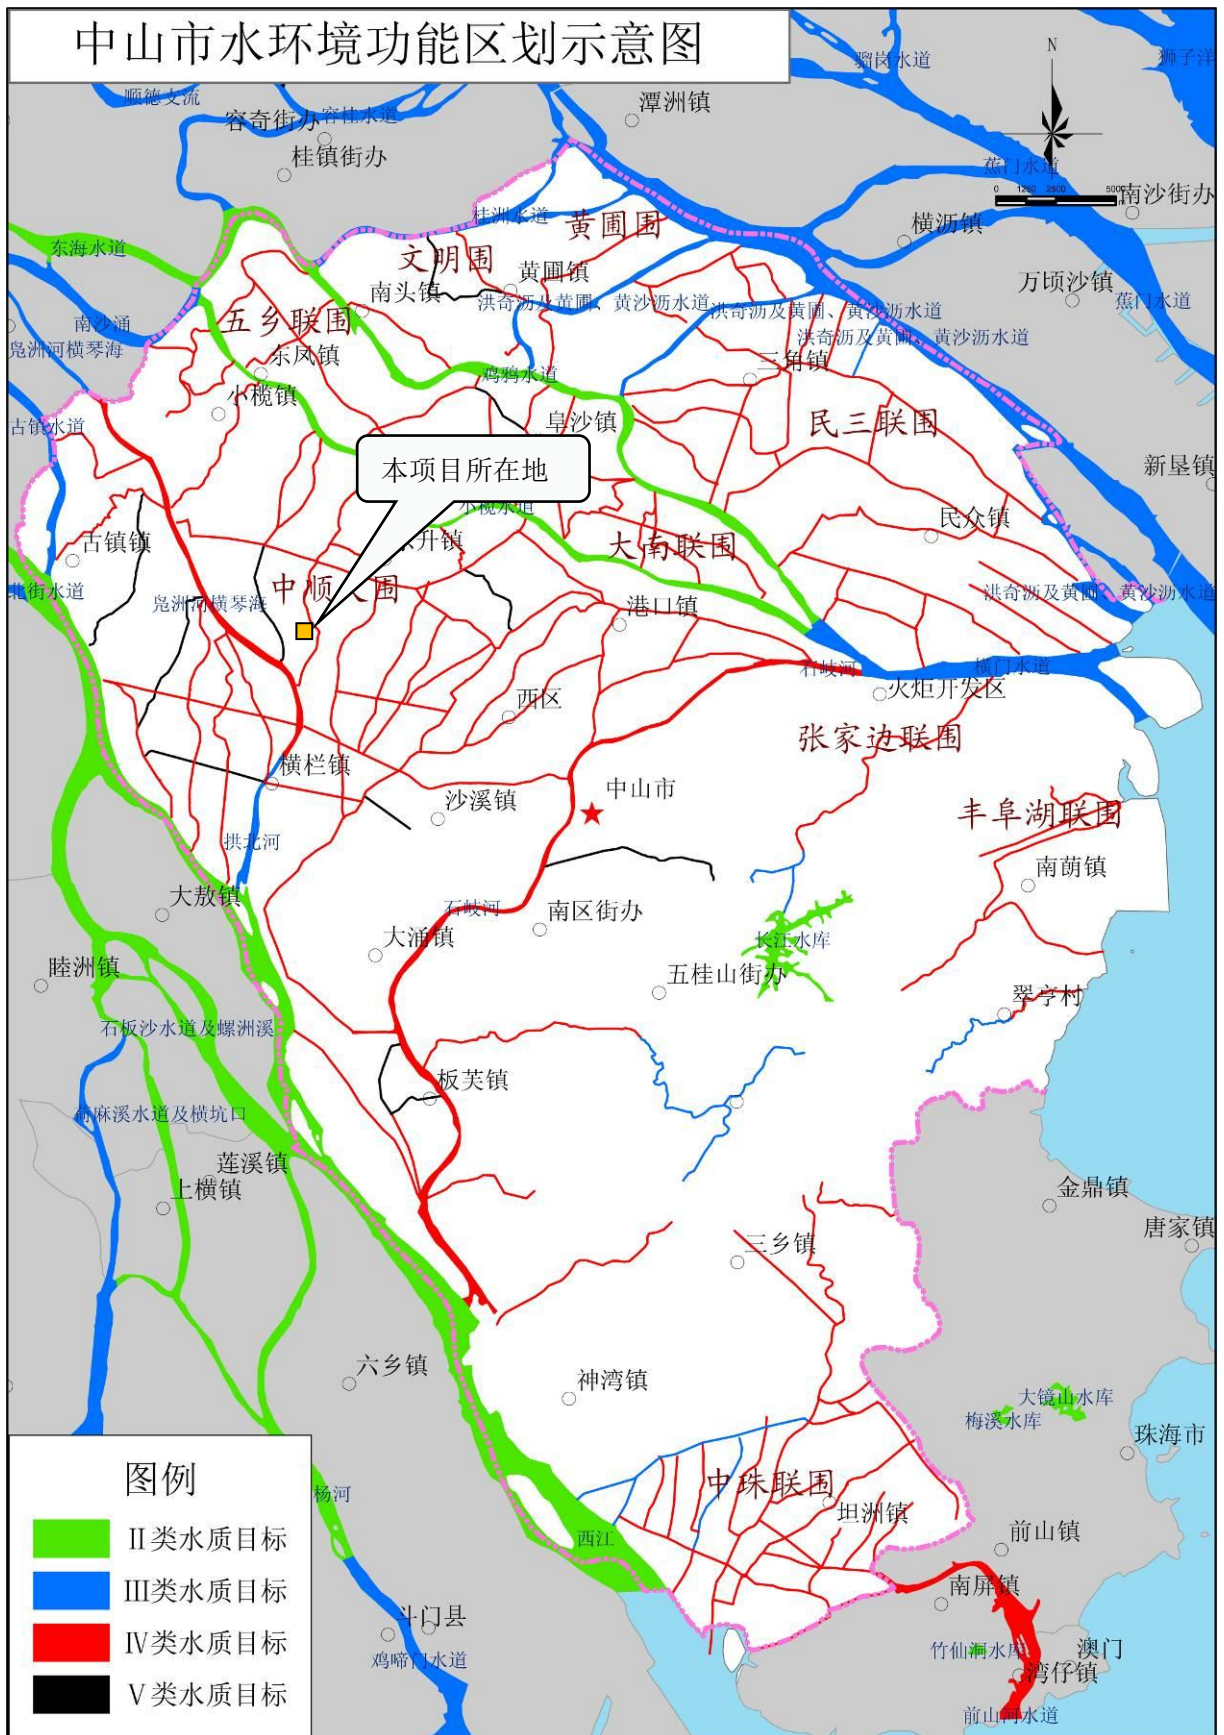 中山市水环境功能区划示意图
骝岗水道
狮子洋
N
顺德支流
容奇街办
容桂水道
潭洲镇
桂镇街办
蕉门水道
0 1250 2500 5000
南沙街办
桂洲水道
黄圃围
横沥镇
东海水道
文明围
黄圃镇
万顷沙镇
南头镇
洪奇沥及黄圃、黄沙沥水道
洪奇沥及黄圃、黄沙沥水道
蕉门水道
南沙涌
五乡联围
洪奇沥及黄圃、黄沙沥水道
凫洲河横琴海
东凤镇
鸡鸦水道
三角镇
小榄镇
古镇水道
阜沙镇
民三联围
本项目所在地
新垦镇
小榄水道
民众镇
古镇镇
升镇
大南联围
北街水道
凫洲河横琴海
中顺大围
港口镇
洪奇沥及黄圃、黄沙沥水道
石岐河
横门水道
西区
火炬开发区
张家边联围
横栏镇
沙溪镇
中山市
丰阜湖联围
拱北河
大敖镇
石岐河
南区街办
南蓢镇
大涌镇
长江水库
睦洲镇
五桂山街办
翠亨村
石板沙水道及螺洲溪
板芙镇
荷麻溪水道及横坑口
莲溪镇
上横镇
金鼎镇
唐家镇
三乡镇
六乡镇
神湾镇
大镜山水库
梅溪水库
珠海市
图例
中珠联围
杨河
坦洲镇
II类水质目标
西江
前山镇
III类水质目标
南屏镇
斗门县
IV类水质目标
竹仙洞水库
澳门
鸡啼门水道
湾仔镇
V类水质目标
前山河水道